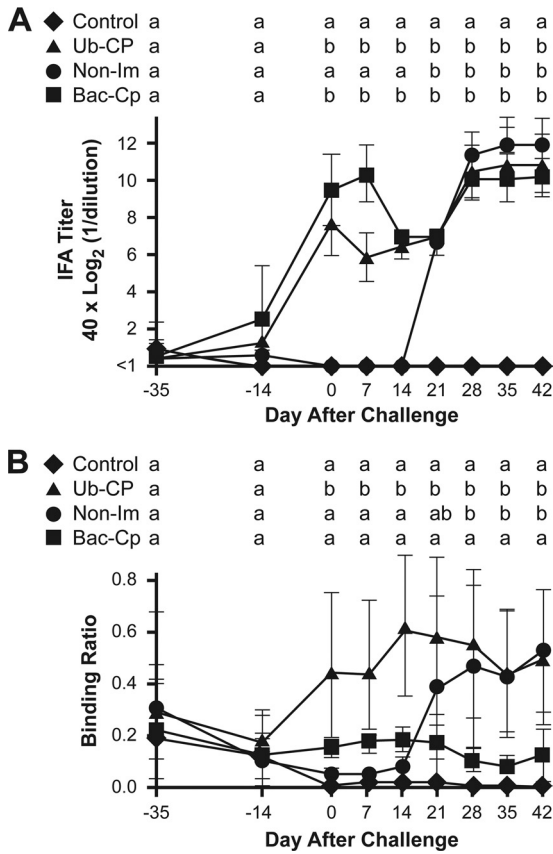 A
Control a a a a a a a a a
Ub-CP a a b b b b b b b
Non-Im a a a a a b b b b
Bac-Cp a a b b b b b b b
IFA Titer
40 x Log2 (1/dilution)
12
10
8
6
4
2
<1
-35 -14 0 7 14 21 28 35 42
Day After Challenge
B
Control a a a a a a a a a
Ub-CP a a b b b b b b b
Non-Im a a a a a ab b b b
Bac-Cp a a a a a a a a a
Binding Ratio
0.8
0.6
0.4
0.2
0.0
-35 -14 0 7 14 21 28 35 42
Day After Challenge